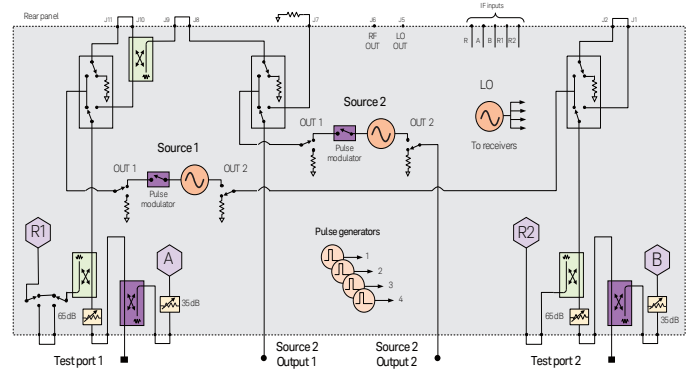 Rear panel
J11
J10
J9
J8
J7
J6
RF
OUT
J5
LO
OUT
IF inputs
R
A
B
R1
R2
J2
J1
Source 1
OUT 1
OUT 2
Pulse
modulator
Source 2
OUT 1
OUT 2
Pulse
modulator
LO
To receivers
Pulse generators
1
2
3
4
R1
A
R2
B
65dB
35dB
65dB
35dB
Test port 1
Source 2
Output 1
Source 2
Output 2
Test port 2